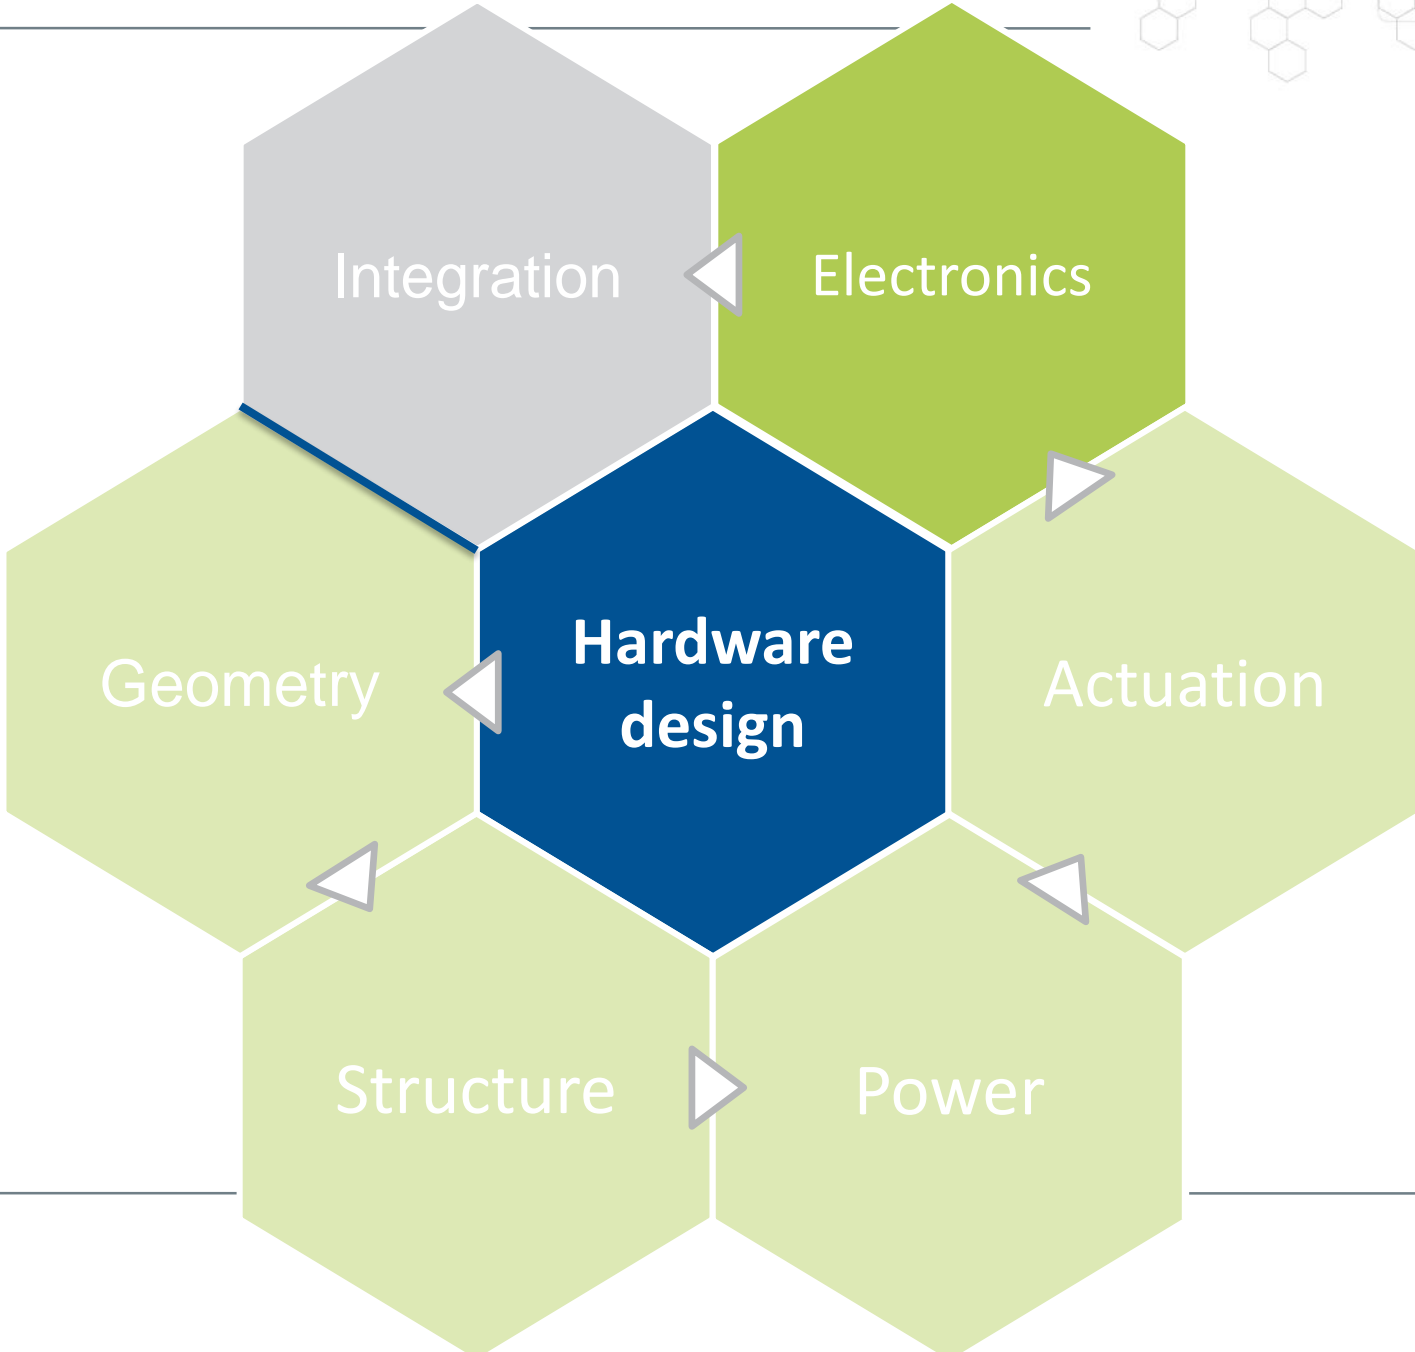 Integration
Electronics
Hardware
design
Geometry
Actuation
Structure
Power